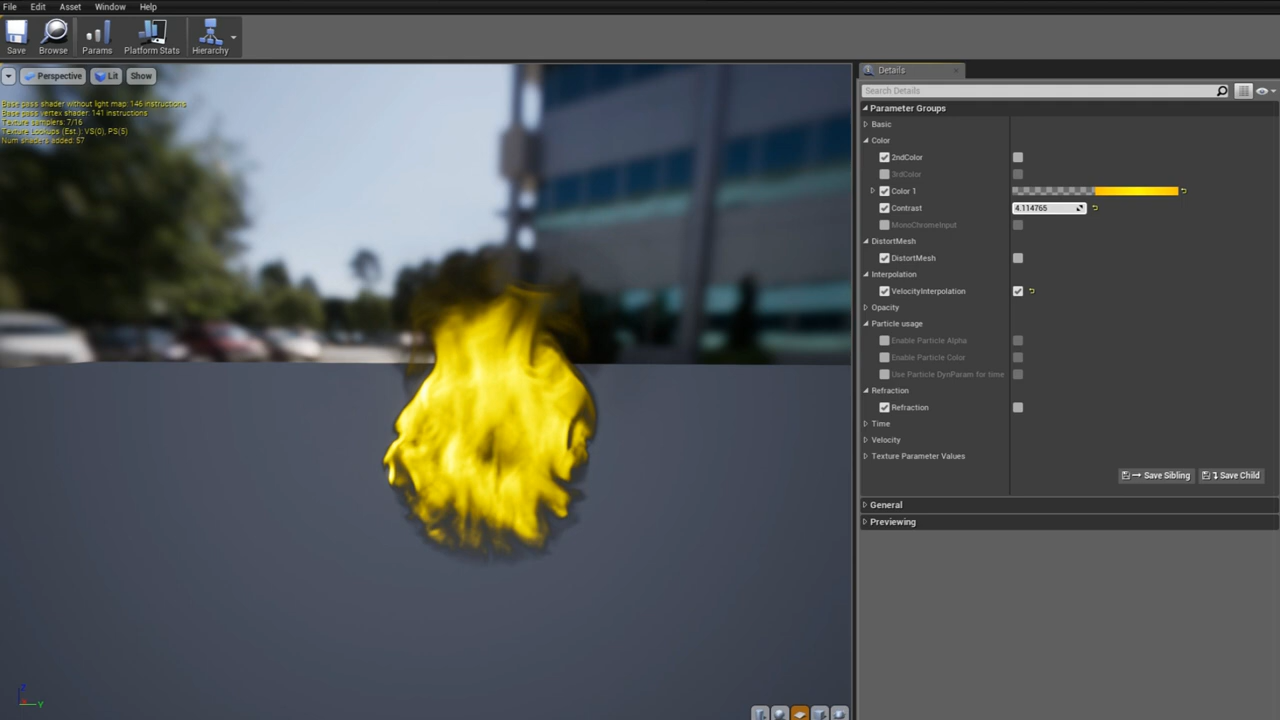 File Edit Asset Window Help
Save Browse Params Platform Stats Hierarchy
Perspective Lit Show
Base pass shader without light map: 146 instructions
Base pass vertex shader: 141 instructions
Texture samplers: 7/16
Texture Lookups (Est.): VS(0), PS(5)
Num shaders added: 57
Z
Y
Details
Search Details
Parameter Groups
Basic
Color
2ndColor
3rdColor
Color 1
Contrast 4.114765
MonoChromeInput
DistortMesh
DistortMesh
Interpolation
VelocityInterpolation
Opacity
Particle usage
Enable Particle Alpha
Enable Particle Color
Use Particle DynParam for time
Refraction
Refraction
Time
Velocity
Texture Parameter Values
Save Sibling Save Child
General
Previewing